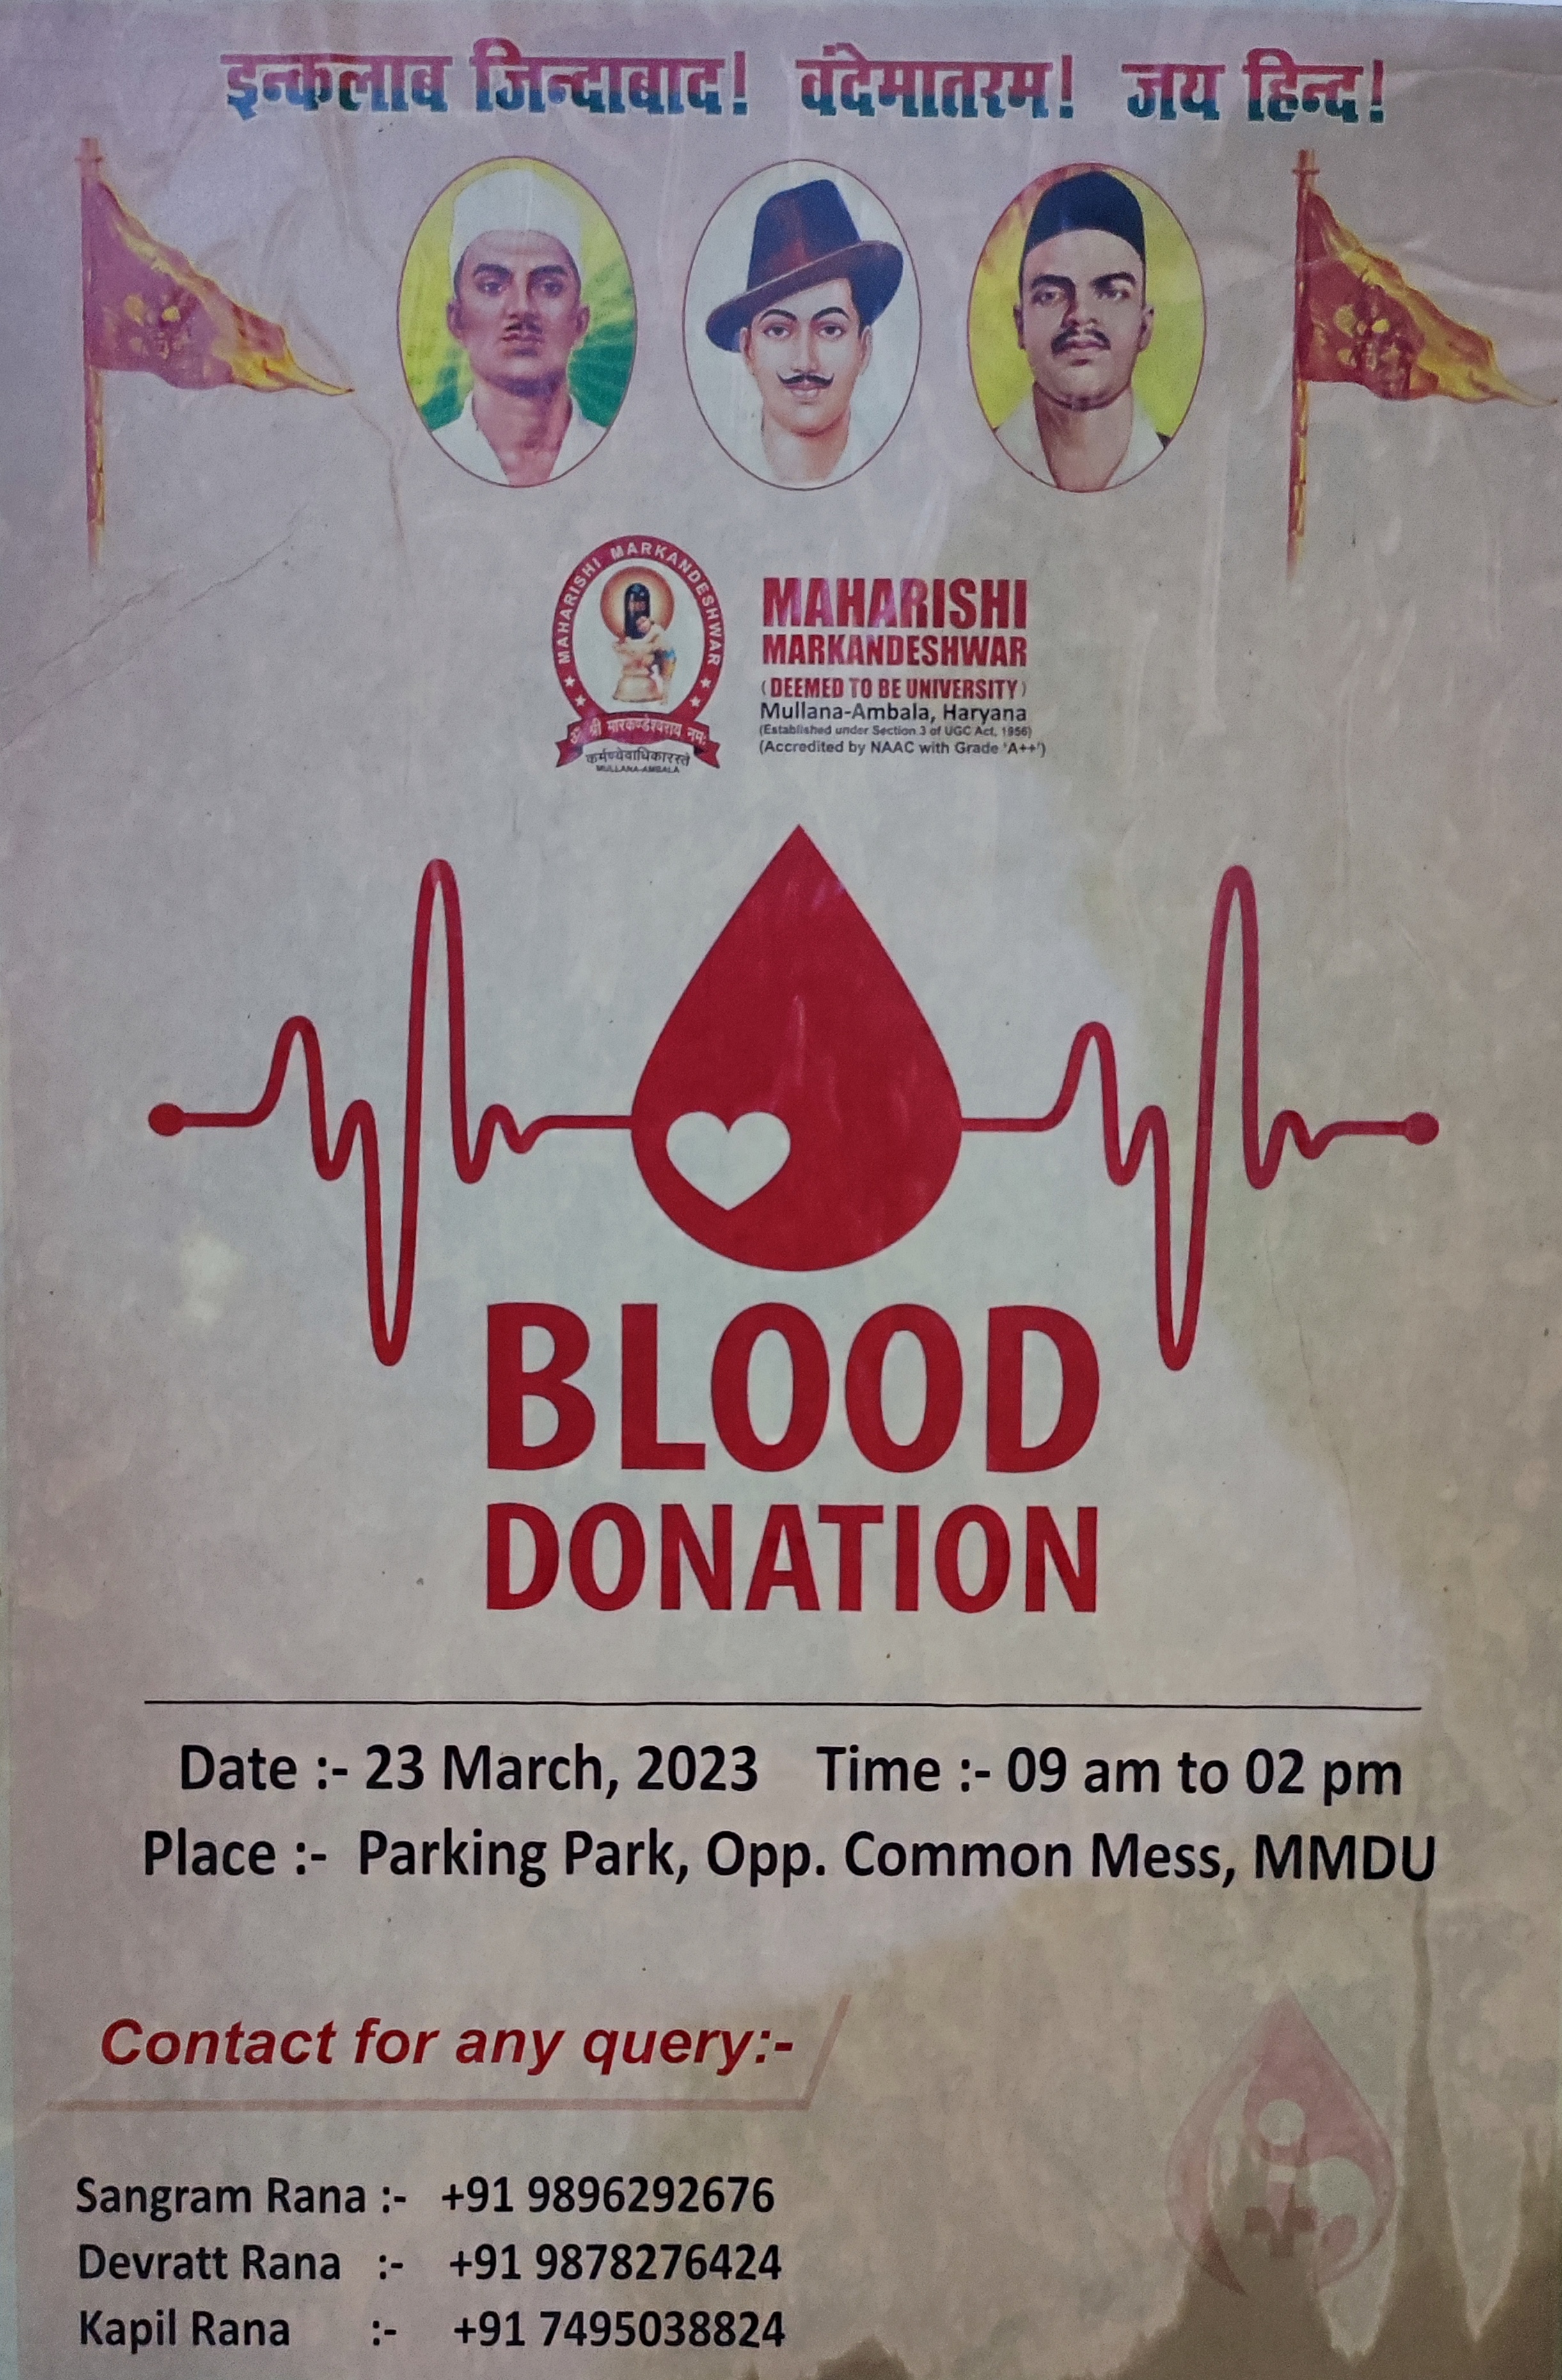 इन्कलाब जिन्दाबाद! वंदेमातरम! जय हिन्द!
MAHARISHI MARKANDESHWAR
ॐ श्री मारकण्डेश्वराय नमः
कर्मण्येवाधिकारस्ते
MULLANA-AMBALA
MAHARISHI
MARKANDESHWAR
(DEEMED TO BE UNIVERSITY)
Mullana-Ambala, Haryana
(Established under Section 3 of UGC Act, 1956)
(Accredited by NAAC with Grade 'A++')
BLOOD
DONATION
Date :- 23 March, 2023 Time :- 09 am to 02 pm
Place :- Parking Park, Opp. Common Mess, MMDU
Contact for any query:-
Sangram Rana :- +91 9896292676
Devratt Rana :- +91 9878276424
Kapil Rana :- +91 7495038824